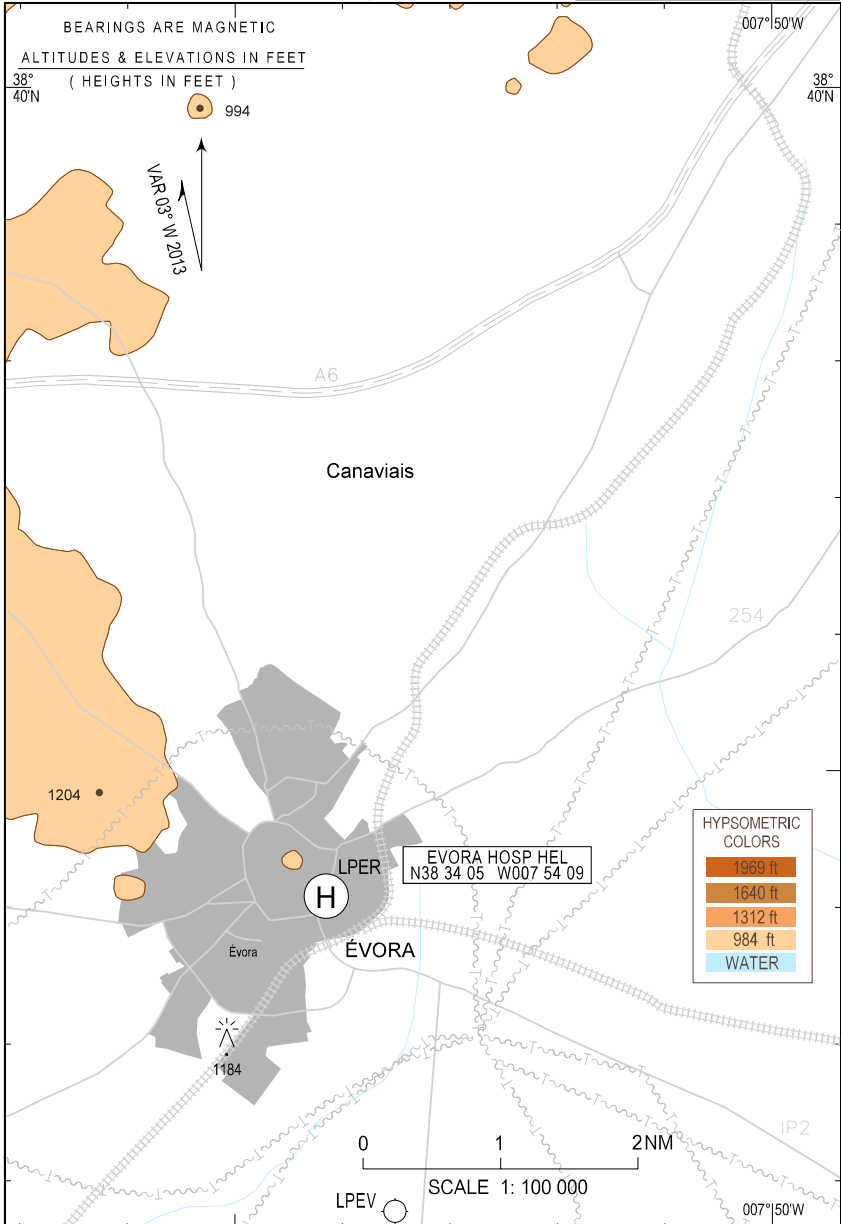 BEARINGS ARE MAGNETIC
ALTITUDES & ELEVATIONS IN FEET
( HEIGHTS IN FEET )
007°50'W
38°
40'N
38°
40'N
994
VAR 03° W 2013
A6
Canaviais
254
1204
HYPSOMETRIC
COLORS
1969 ft
1640 ft
1312 ft
984 ft
WATER
LPER
EVORA HOSP HEL
N38 34 05 W007 54 09
H
Évora
ÉVORA
1184
IP2
0 1 2NM
SCALE 1: 100 000
LPEV
007°50'W